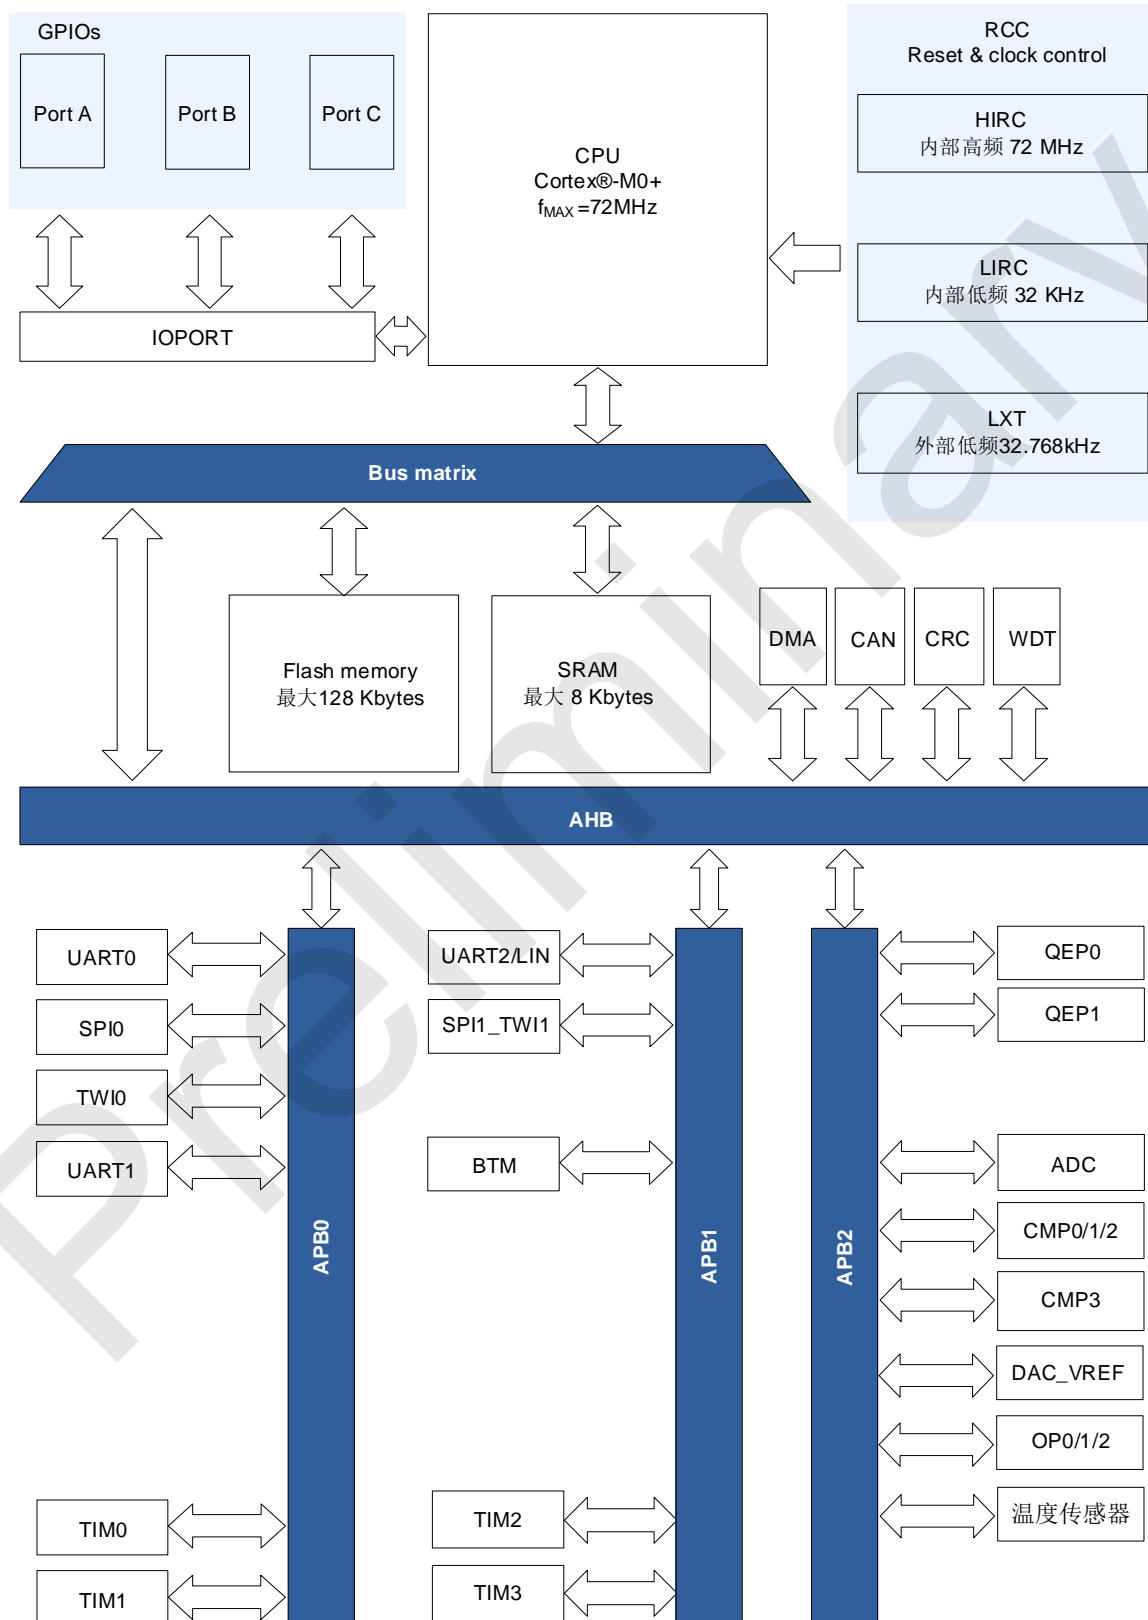 GPIOs
Port A
Port B
Port C
IOPORT
CPU
Cortex®-M0+
fMAX =72MHz
RCC
Reset & clock control
HIRC
内部高频 72 MHz
LIRC
内部低频 32 KHz
LXT
外部低频32.768kHz
Bus matrix
Flash memory
最大128 Kbytes
SRAM
最大 8 Kbytes
DMA
CAN
CRC
WDT
AHB
UART0
SPI0
TWI0
UART1
TIM0
TIM1
APB0
UART2/LIN
SPI1_TWI1
BTM
TIM2
TIM3
APB1
APB2
QEP0
QEP1
ADC
CMP0/1/2
CMP3
DAC_VREF
OP0/1/2
温度传感器
Preliminary